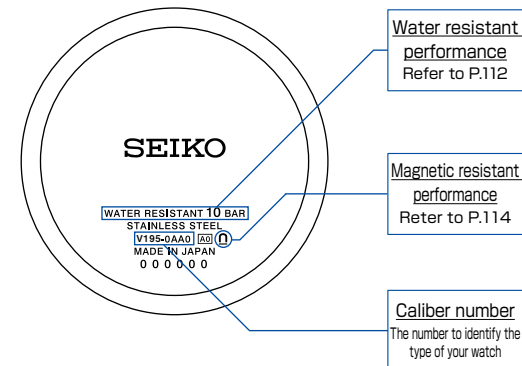 Water resistant
performance
Refer to P.112
SEIKO
WATER RESISTANT 10 BAR
STAINLESS STEEL
V195-0AA0 A0
MADE IN JAPAN
000000
Magnetic resistant
performance
Reter to P.114
Caliber number
The number to identify the
type of your watch